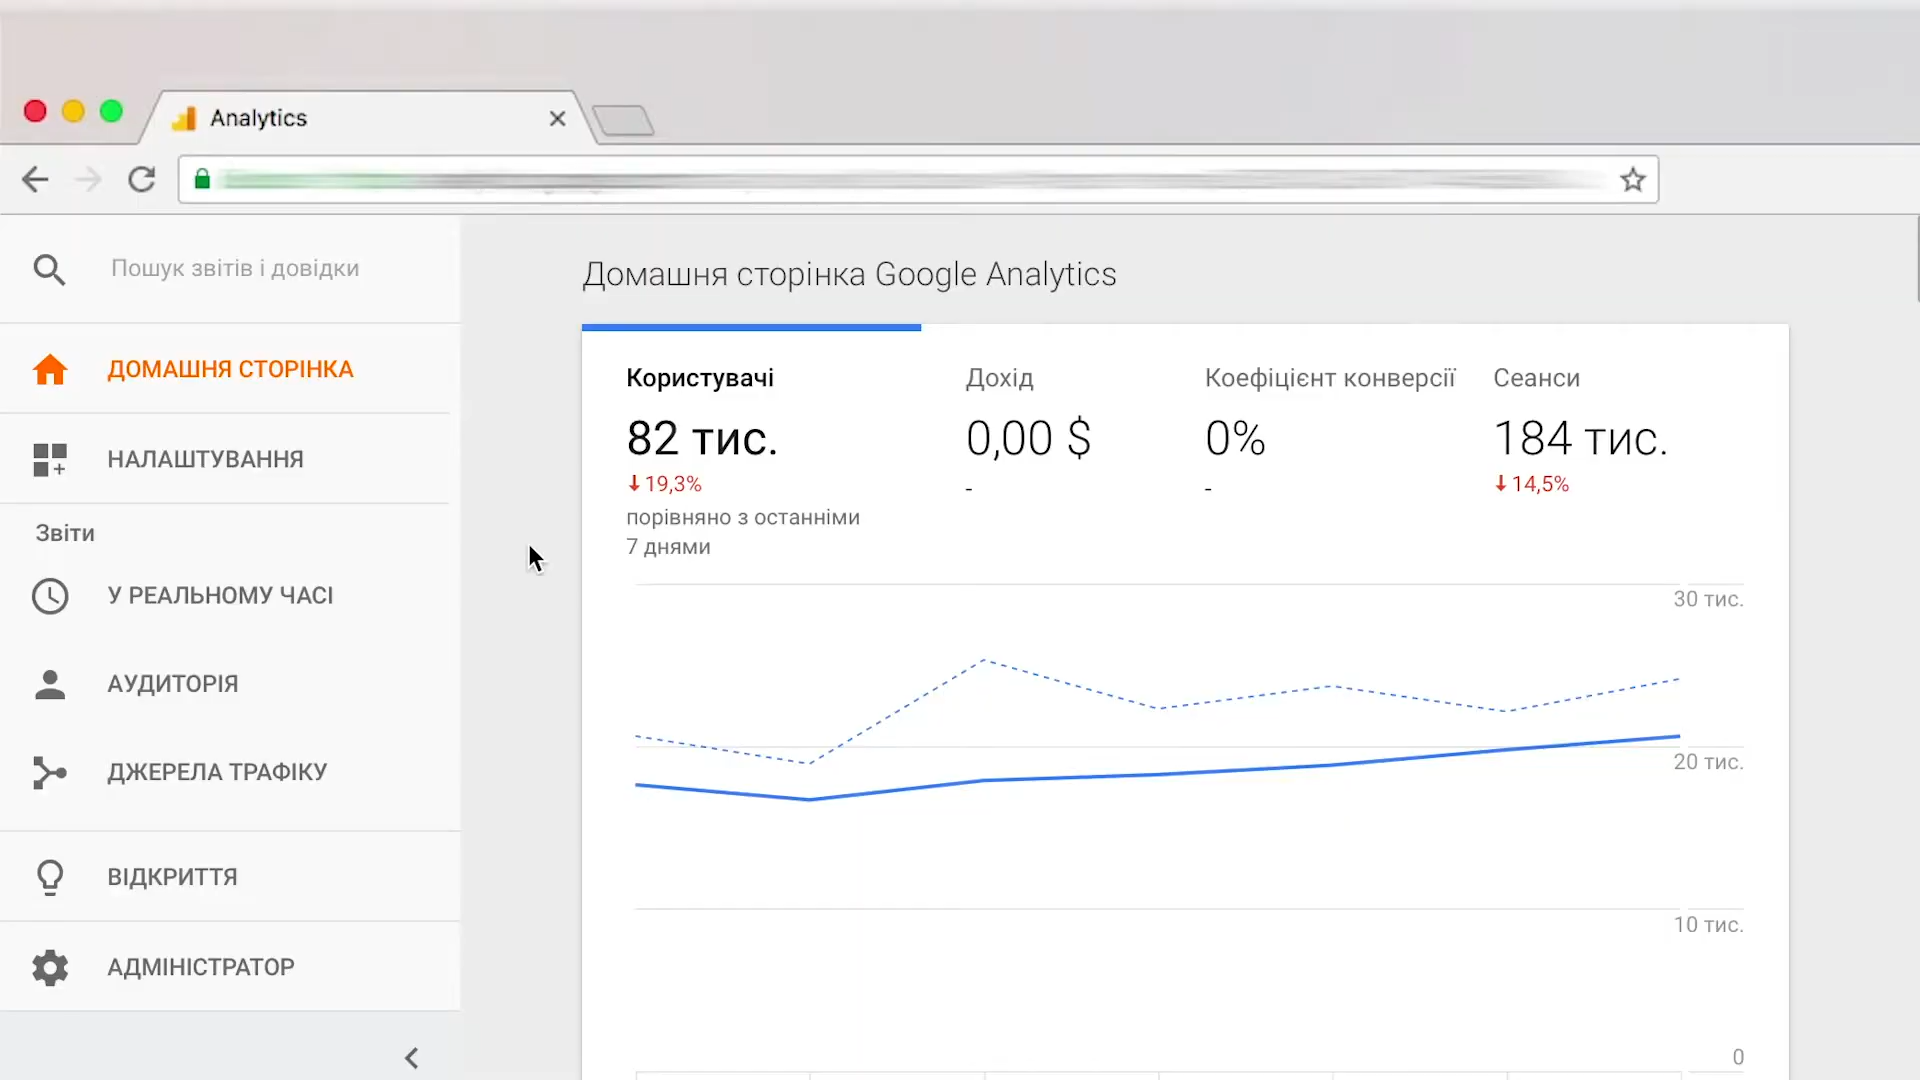 Analytics
Пошук звітів і довідки
ДОМАШНЯ СТОРІНКА
НАЛАШТУВАННЯ
Звіти
У РЕАЛЬНОМУ ЧАСІ
АУДИТОРІЯ
ДЖЕРЕЛА ТРАФІКУ
ВІДКРИТТЯ
АДМІНІСТРАТОР
Домашня сторінка Google Analytics
Користувачі
82 тис.
19,3%
порівняно з останніми
7 днями
Дохід
0,00 $
-
Коефіцієнт конверсії
0%
-
Сеанси
184 тис.
14,5%
30 тис.
20 тис.
10 тис.
0